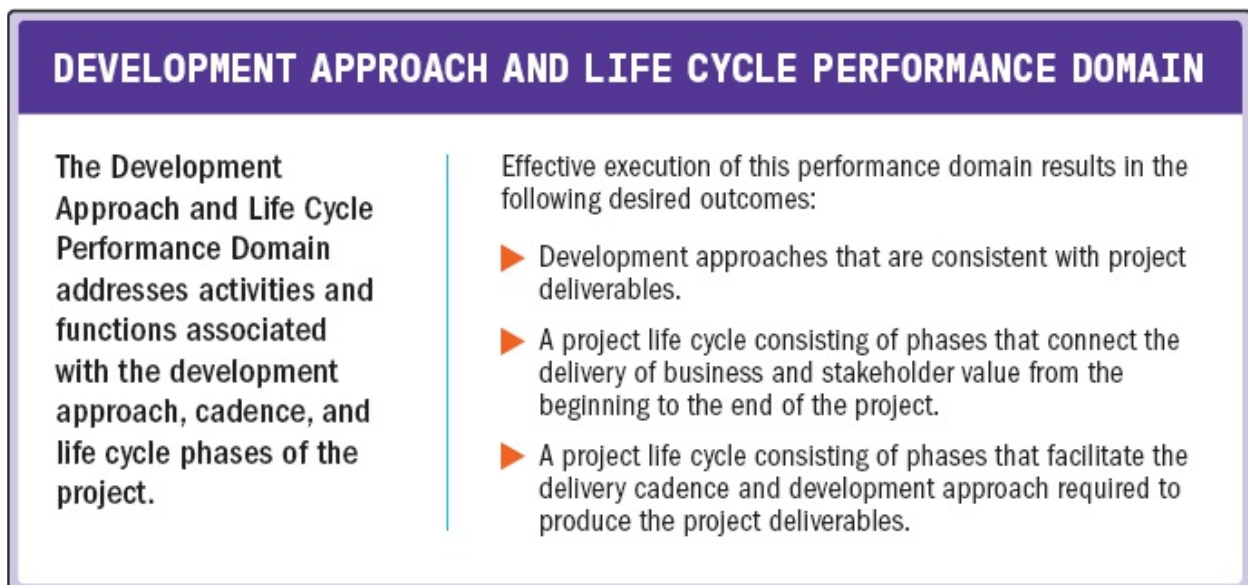 DEVELOPMENT APPROACH AND LIFE CYCLE PERFORMANCE DOMAIN
The Development
Approach and Life Cycle
Performance Domain
addresses activities and
functions associated
with the development
approach, cadence, and
life cycle phases of the
project.
Effective execution of this performance domain results in the
following desired outcomes:
Development approaches that are consistent with project
deliverables.
A project life cycle consisting of phases that connect the
delivery of business and stakeholder value from the
beginning to the end of the project.
A project life cycle consisting of phases that facilitate the
delivery cadence and development approach required to
produce the project deliverables.